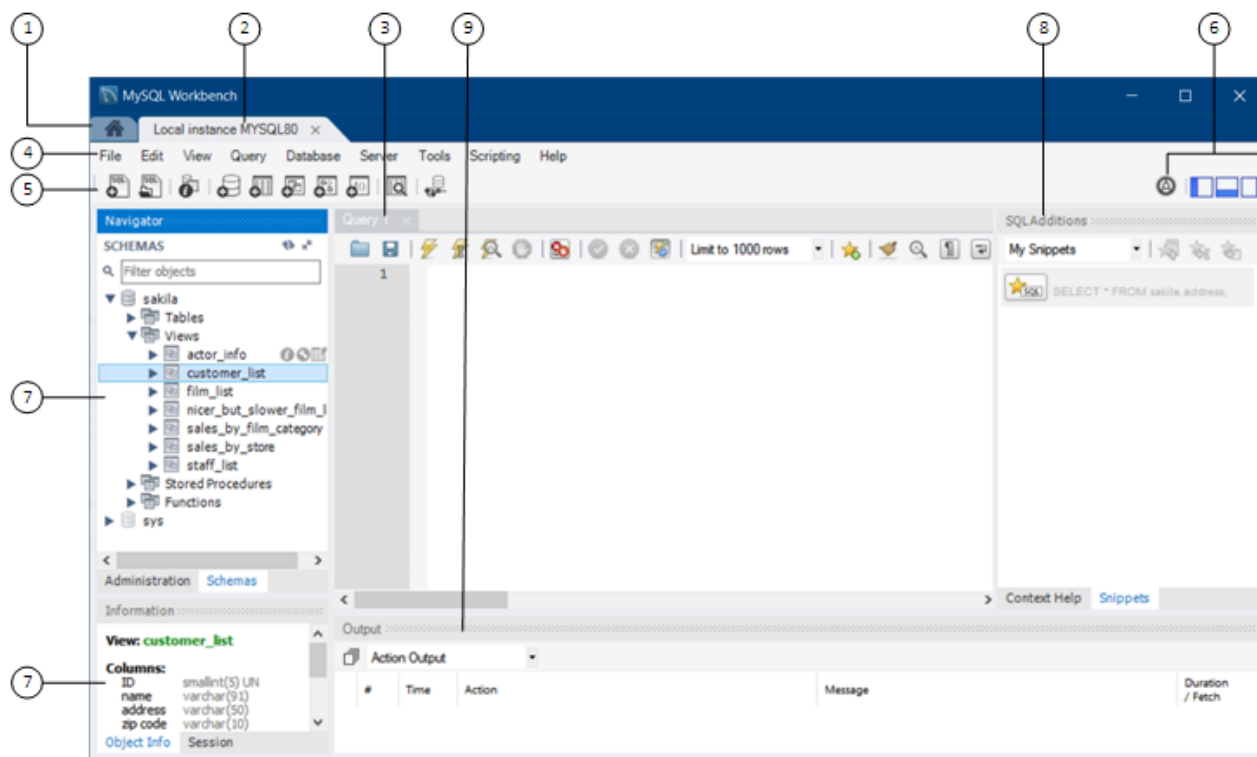 1 2 3 9 8 6
MySQL Workbench
Local instance MYSQL80
4
File Edit View Query Database Server Tools Scripting Help
5
Navigator
Query 1
SQLAdditions
SCHEMAS
Limit to 1000 rows
My Snippets
Filter objects
1
SQL SELECT * FROM sakila.address;
sakila
Tables
Views
actor_info
customer_list
7
film_list
nicer_but_slower_film_l
sales_by_film_category
sales_by_store
staff_list
Stored Procedures
Functions
sys
Administration Schemas
Context Help Snippets
Information
Output
View: customer_list
Action Output
Columns:
7
ID smallint(5) UN
name varchar(91)
address varchar(50)
zip code varchar(10)
# Time Action Message Duration / Fetch
Object Info Session